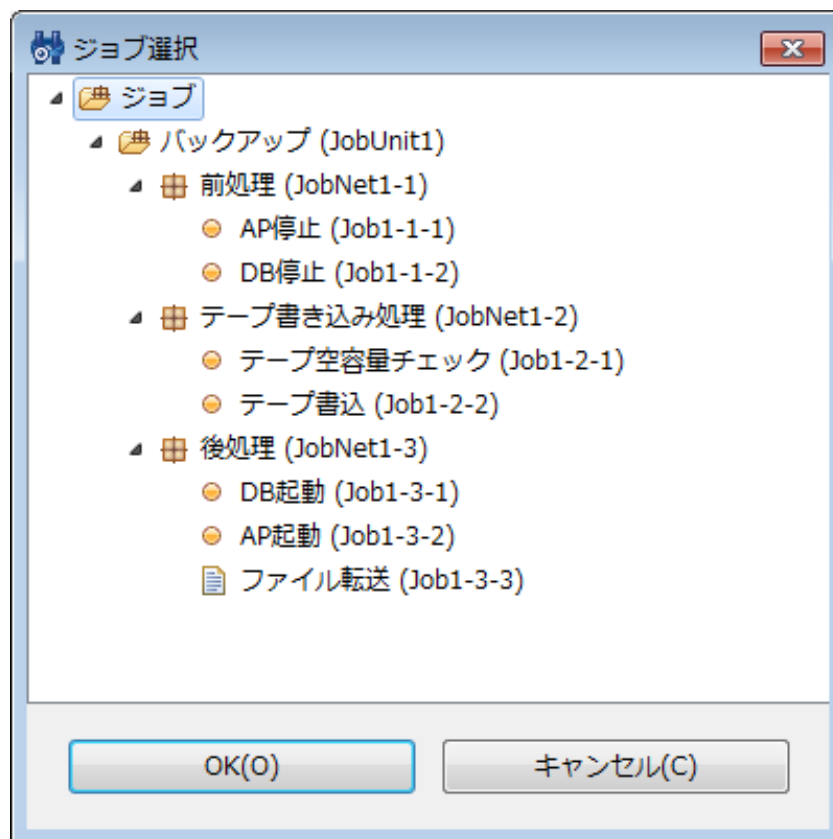 ジョブ選択
ジョブ
バックアップ (JobUnit1)
前処理 (JobNet1-1)
AP停止 (Job1-1-1)
DB停止 (Job1-1-2)
テープ書き込み処理 (JobNet1-2)
テープ空容量チェック (Job1-2-1)
テープ書込 (Job1-2-2)
後処理 (JobNet1-3)
DB起動 (Job1-3-1)
AP起動 (Job1-3-2)
ファイル転送 (Job1-3-3)
OK(O) キャンセル(C)